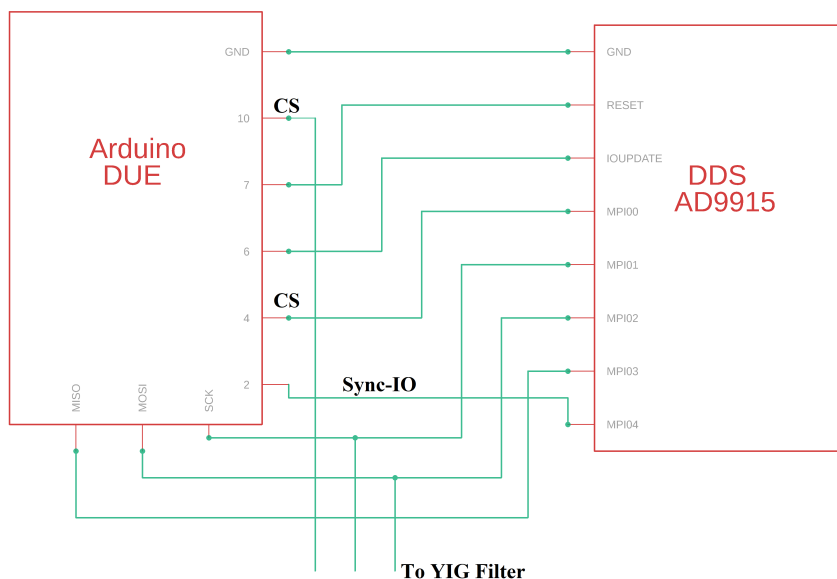 GND
GND
CS
10
RESET
Arduino
DUE
IOUPDATE
7
DDS
AD9915
MPI00
6
MPI01
CS
4
MPI02
MPI03
2
Sync-IO
MISO
MOSI
SCK
MPI04
To YIG Filter